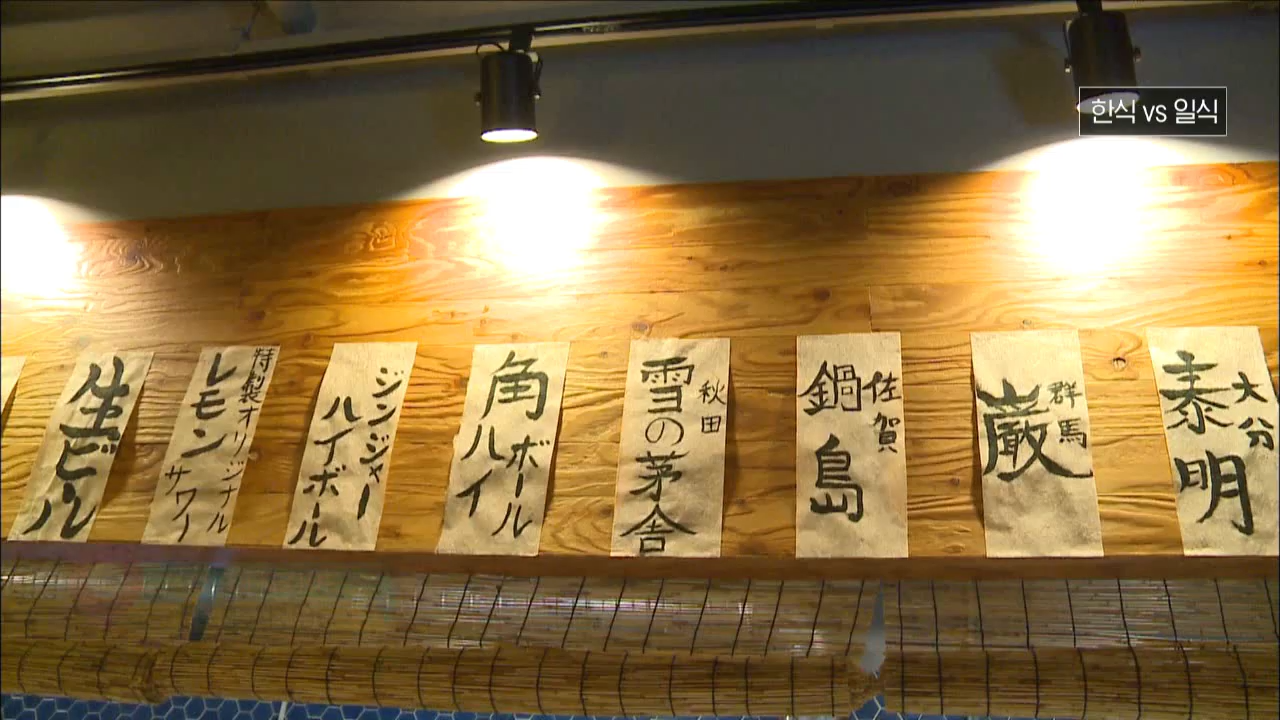 한식 vs 일식
生ビール
特製オリジナル
レモン
サワー
ジンジャー
ハイボール
角ハイ
ボール
秋田
雪の茅舎
佐賀
鍋島
群馬
巌
大分
泰明